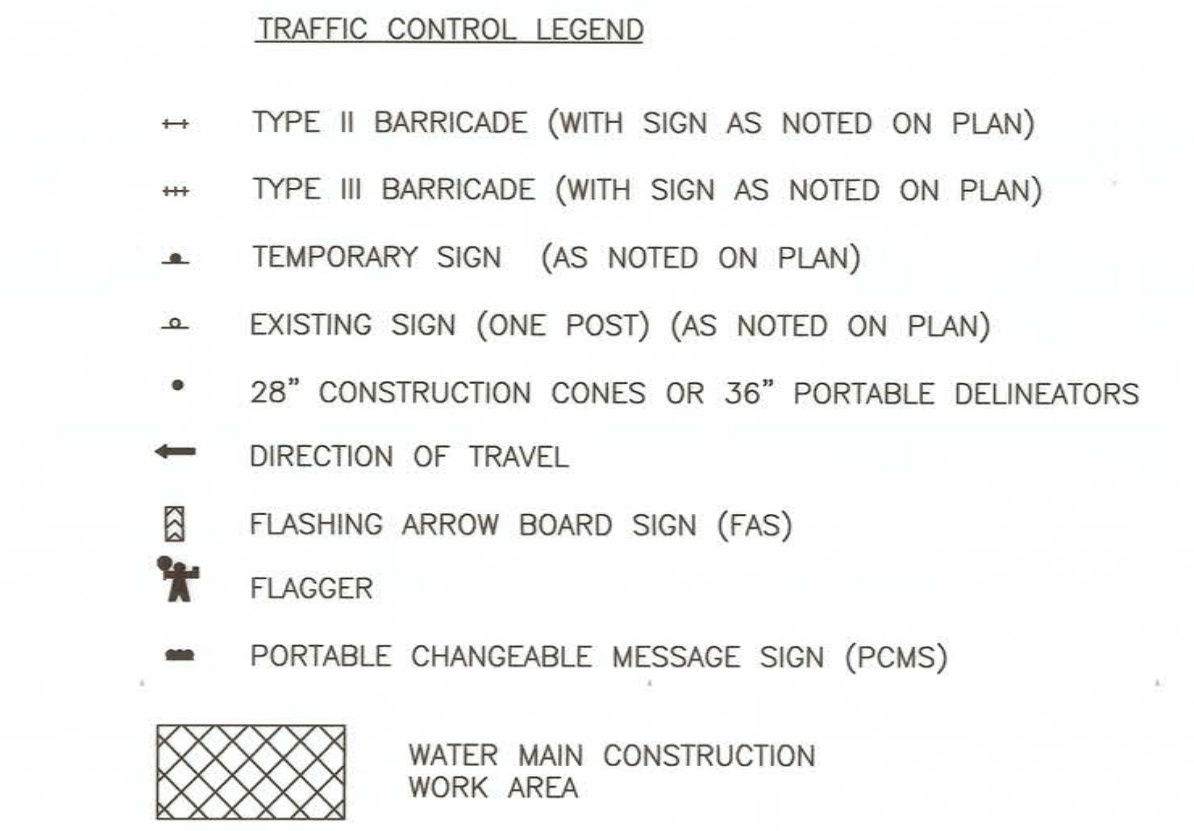 TRAFFIC CONTROL LEGEND
TYPE II BARRICADE (WITH SIGN AS NOTED ON PLAN)
TYPE III BARRICADE (WITH SIGN AS NOTED ON PLAN)
TEMPORARY SIGN (AS NOTED ON PLAN)
EXISTING SIGN (ONE POST) (AS NOTED ON PLAN)
28" CONSTRUCTION CONES OR 36" PORTABLE DELINEATORS
DIRECTION OF TRAVEL
FLASHING ARROW BOARD SIGN (FAS)
FLAGGER
PORTABLE CHANGEABLE MESSAGE SIGN (PCMS)
WATER MAIN CONSTRUCTION
WORK AREA